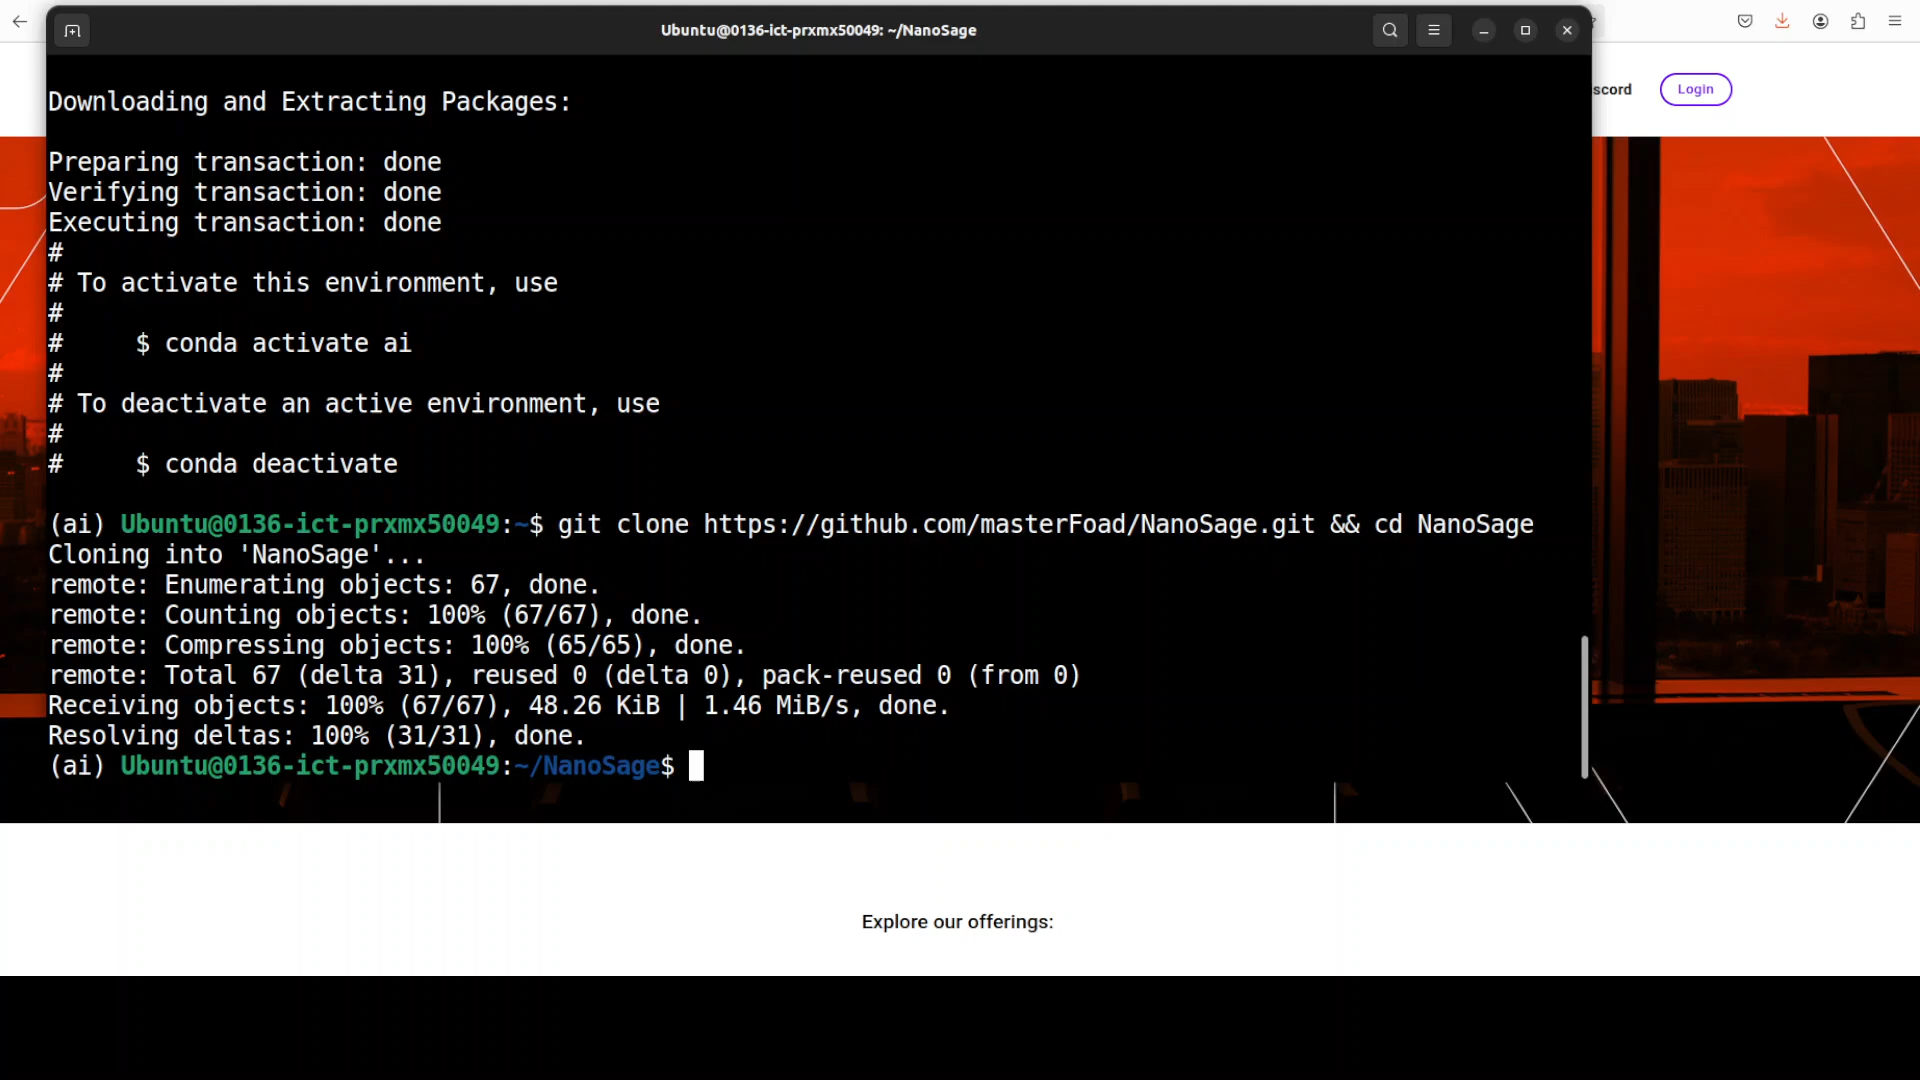 Ubuntu@0136-ict-prxmx50049: ~/NanoSage
scord
Login
Downloading and Extracting Packages:
Preparing transaction: done
Verifying transaction: done
Executing transaction: done
#
# To activate this environment, use
#
#     $ conda activate ai
#
# To deactivate an active environment, use
#
#     $ conda deactivate
(ai) Ubuntu@0136-ict-prxmx50049:~$ git clone https://github.com/masterFoad/NanoSage.git && cd NanoSage
Cloning into 'NanoSage'...
remote: Enumerating objects: 67, done.
remote: Counting objects: 100% (67/67), done.
remote: Compressing objects: 100% (65/65), done.
remote: Total 67 (delta 31), reused 0 (delta 0), pack-reused 0 (from 0)
Receiving objects: 100% (67/67), 48.26 KiB | 1.46 MiB/s, done.
Resolving deltas: 100% (31/31), done.
(ai) Ubuntu@0136-ict-prxmx50049:~/NanoSage$
Explore our offerings: